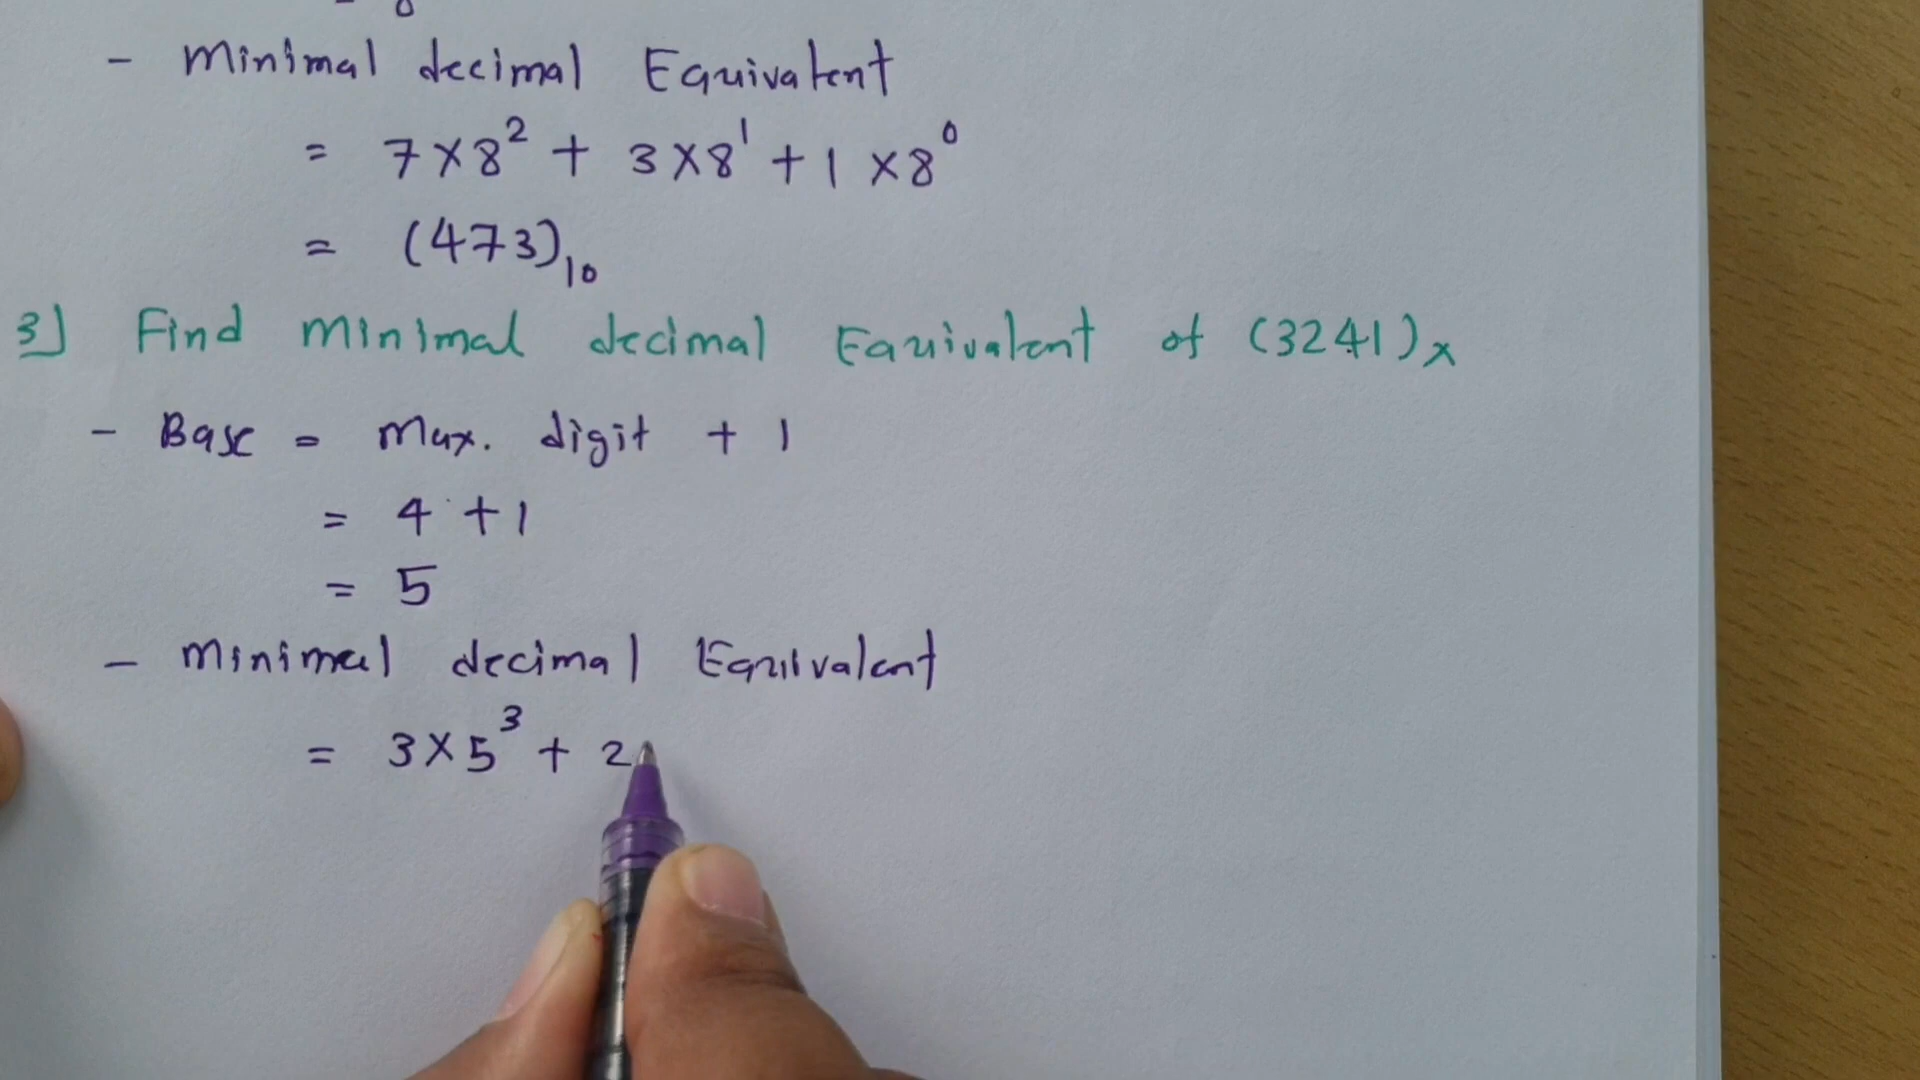 - Minimal decimal Equivalent
= 7×8² + 3×8¹ + 1×8⁰
= (473)₁₀
3] Find minimal decimal Equivalent of (3241)ₓ
- Base = Max. digit + 1
= 4 + 1
= 5
- Minimal decimal Equivalent
= 3×5³ + 2